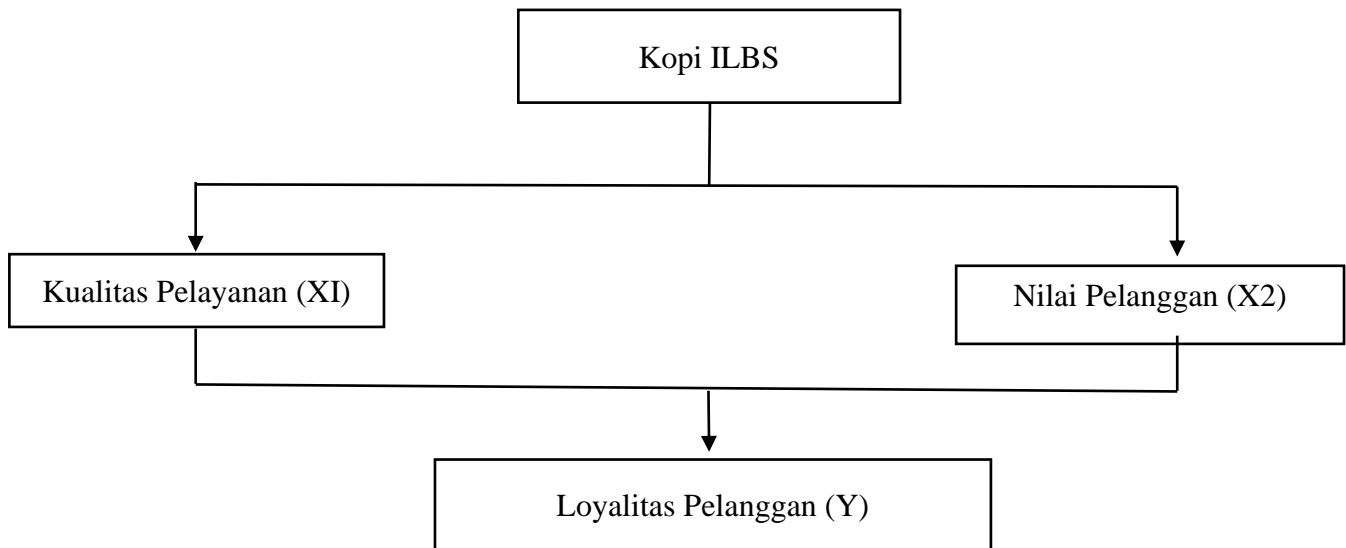 Kopi ILBS
Kualitas Pelayanan (XI)
Nilai Pelanggan (X2)
Loyalitas Pelanggan (Y)